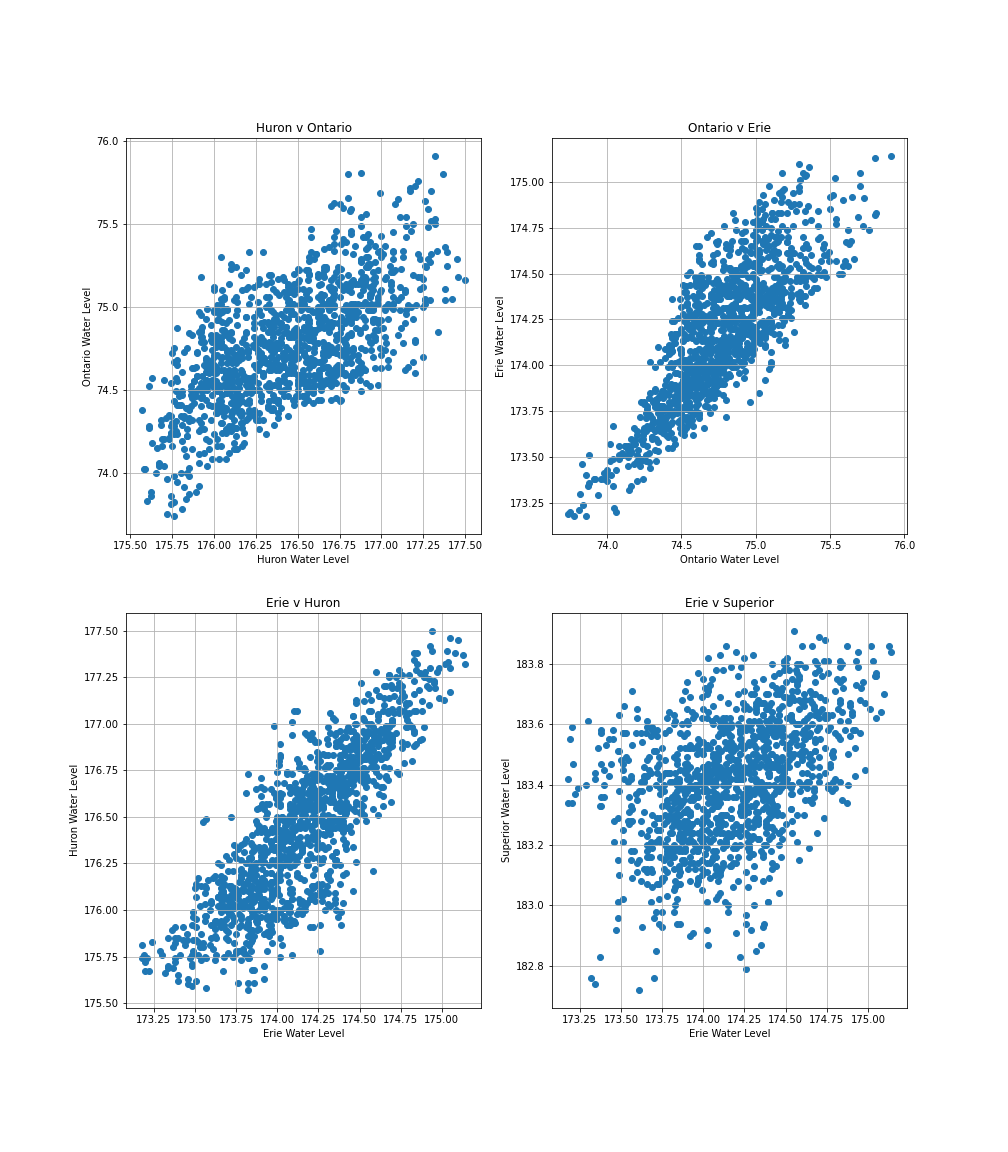 Huron v Ontario
76.0
75.5
75.0
74.5
74.0
Ontario Water Level
175.50 175.75 176.00 176.25 176.50 176.75 177.00 177.25 177.50
Huron Water Level
Ontario v Erie
175.00
174.75
174.50
174.25
174.00
173.75
173.50
173.25
Erie Water Level
74.0 74.5 75.0 75.5 76.0
Ontario Water Level
Erie v Huron
177.50
177.25
177.00
176.75
176.50
176.25
176.00
175.75
175.50
Huron Water Level
173.25 173.50 173.75 174.00 174.25 174.50 174.75 175.00
Erie Water Level
Erie v Superior
183.8
183.6
183.4
183.2
183.0
182.8
Superior Water Level
173.25 173.50 173.75 174.00 174.25 174.50 174.75 175.00
Erie Water Level